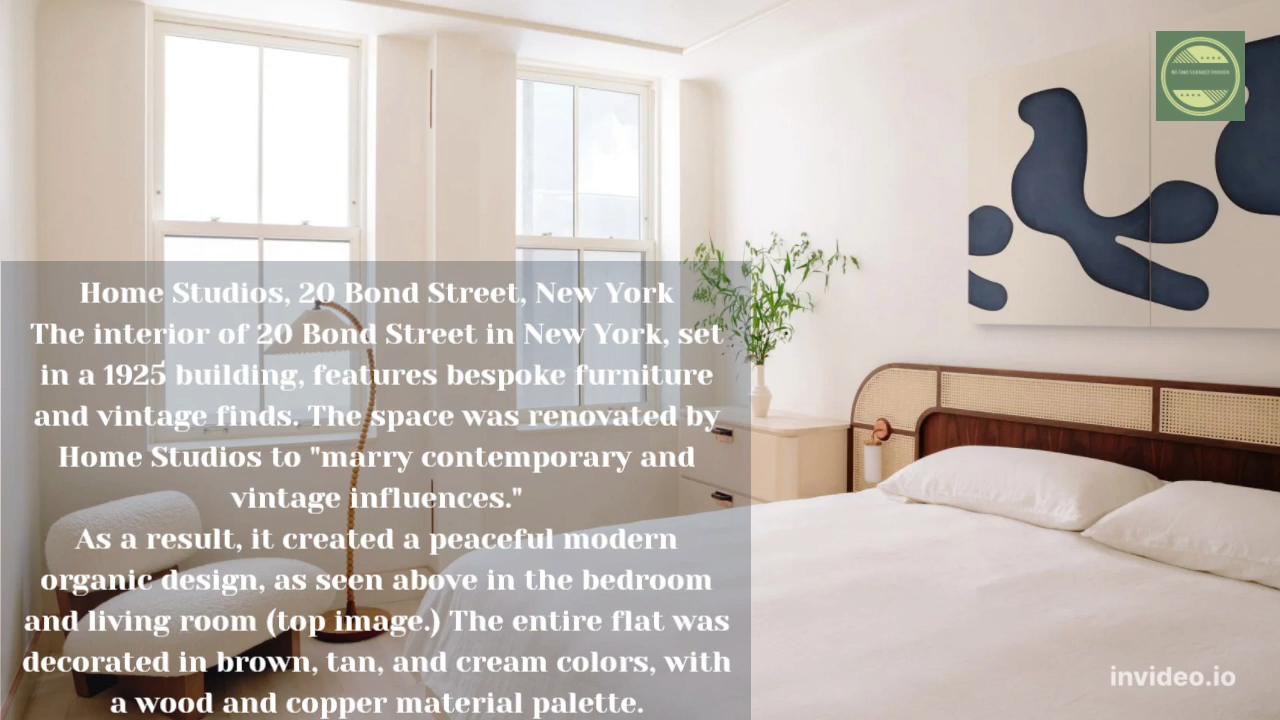 Home Studios, 20 Bond Street, New York
The interior of 20 Bond Street in New York, set
in a 1925 building, features bespoke furniture
and vintage finds. The space was renovated by
Home Studios to "marry contemporary and
vintage influences."
As a result, it created a peaceful modern
organic design, as seen above in the bedroom
and living room (top image.) The entire flat was
decorated in brown, tan, and cream colors, with
a wood and copper material palette.
invideo.io